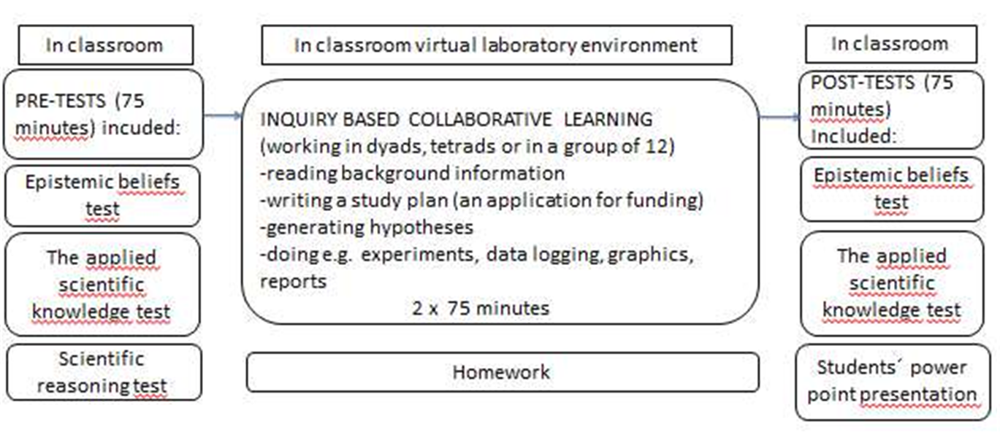 In classroom
PRE-TESTS (75
minutes) incuded:
Epistemic beliefs
test
The applied
scientific
knowledge test
Scientific
reasoning test
In classroom virtual laboratory environment
INQUIRY BASED COLLABORATIVE LEARNING
(working in dyads, tetrads or in a group of 12)
-reading background information
-writing a study plan (an application for funding)
-generating hypotheses
-doing e.g. experiments, data logging, graphics,
reports
2 x 75 minutes
Homework
In classroom
POST-TESTS (75
minutes)
Included:
Epistemic beliefs
test
The applied
scientific
knowledge test
Students´ power
point presentation